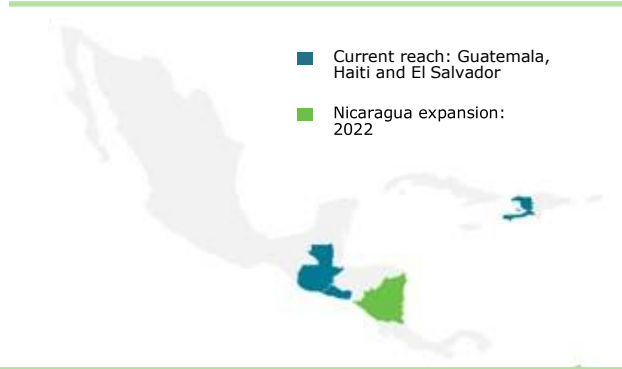 Current reach: Guatemala,
Haiti and El Salvador
Nicaragua expansion:
2022